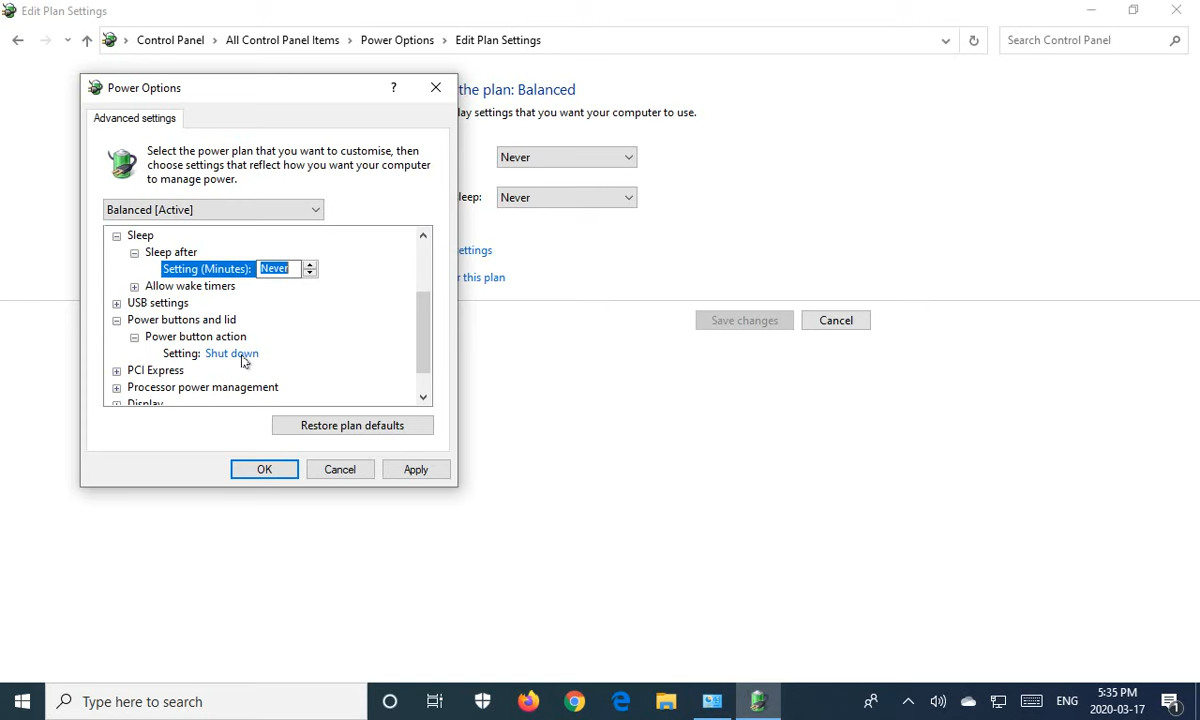 Edit Plan Settings
Control Panel > All Control Panel Items > Power Options > Edit Plan Settings
Search Control Panel
Power Options
?
the plan: Balanced
Advanced settings
lay settings that you want your computer to use.
Select the power plan that you want to customise, then
choose settings that reflect how you want your computer
to manage power.
Never
Balanced [Active]
leep:
Never
Sleep
Sleep after
ettings
Setting (Minutes): Never
r this plan
Allow wake timers
USB settings
Power buttons and lid
Save changes
Cancel
Power button action
Setting: Shut down
PCI Express
Processor power management
Display
Restore plan defaults
OK
Cancel
Apply
Type here to search
ENG
5:35 PM
2020-03-17
1